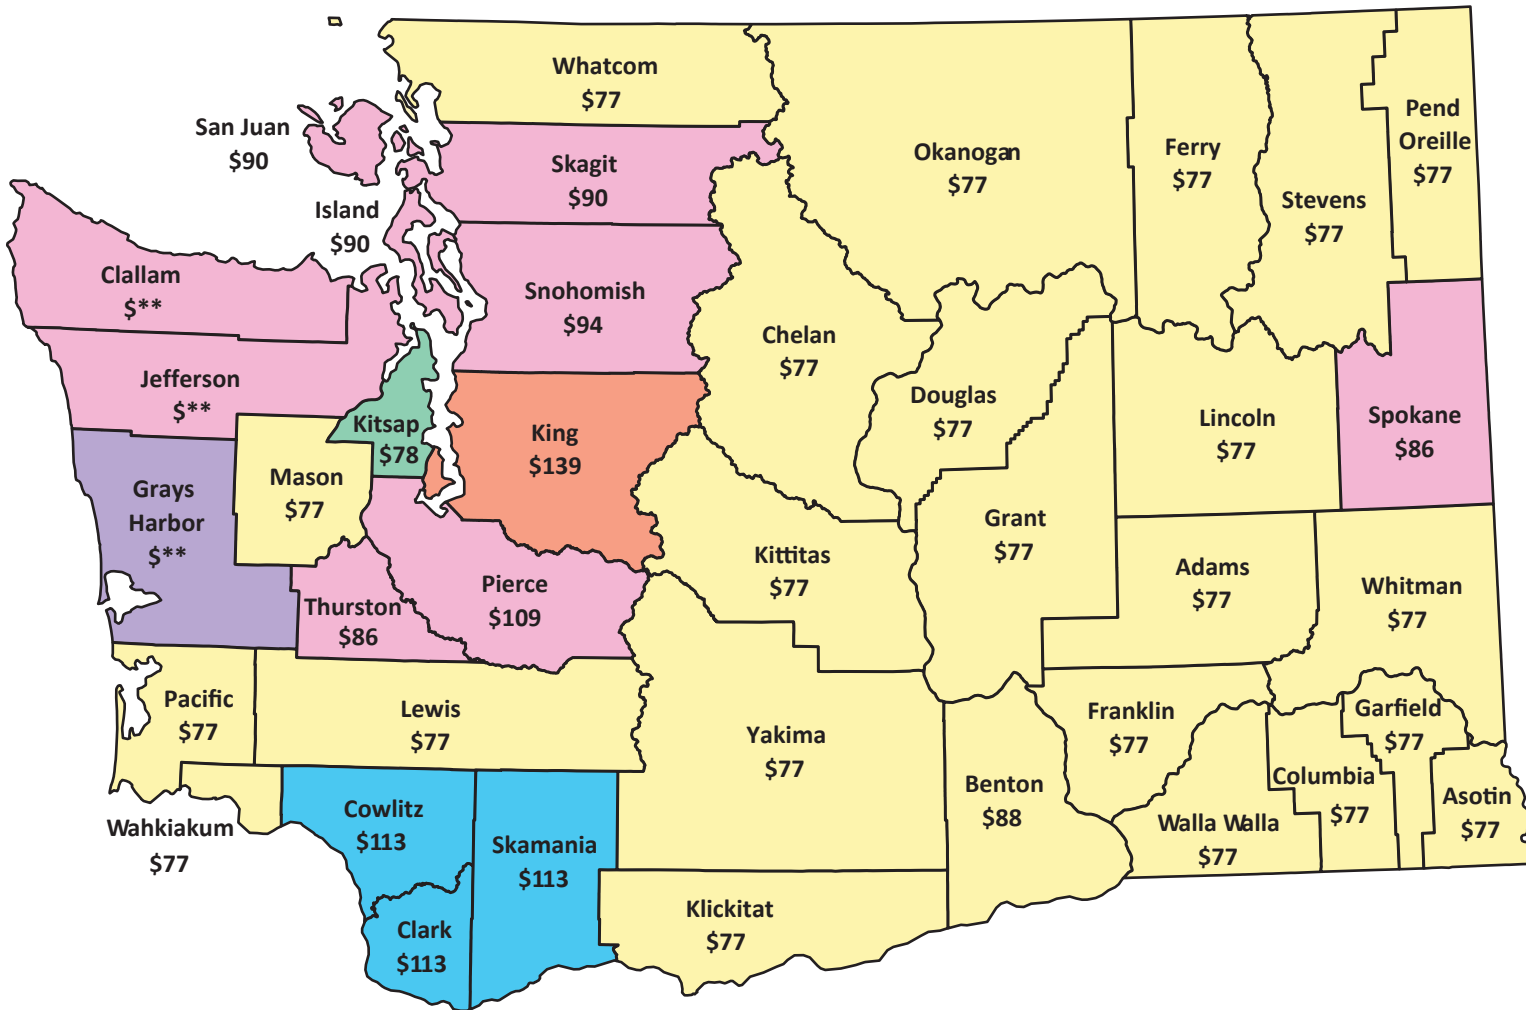 Whatcom
$77
San Juan
$90
Skagit
$90
Island
$90
Okanogan
$77
Ferry
$77
Stevens
$77
Pend
Oreille
$77
Clallam
$**
Snohomish
$94
Chelan
$77
Jefferson
$**
Kitsap
$78
King
$139
Douglas
$77
Lincoln
$77
Spokane
$86
Grays
Harbor
$**
Mason
$77
Grant
$77
Kittitas
$77
Adams
$77
Whitman
$77
Thurston
$86
Pierce
$109
Pacific
$77
Lewis
$77
Yakima
$77
Franklin
$77
Garfield
$77
Benton
$88
Columbia
$77
Asotin
$77
Walla Walla
$77
Wahkiakum
$77
Cowlitz
$113
Skamania
$113
Clark
$113
Klickitat
$77